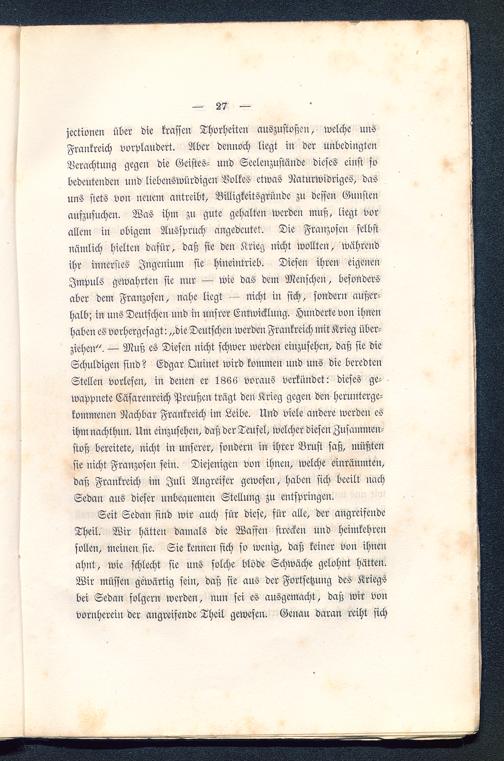 — 27 —
jectionen über die krassen Thorheiten auszustoßen, welche uns
Frankreich vorplaudert. Aber dennoch liegt in der unbedingten
Verachtung gegen die Geistes- und Seelenzustände dieses einst so
bedeutenden und liebenswürdigen Volkes etwas Naturwidriges, das
uns stets von neuem antreibt, Billigkeitsgründe zu dessen Gunsten
aufzusuchen. Was ihm zu gute gehalten werden muß, liegt vor
allem in obigem Ausspruch angedeutet. Die Franzosen selbst
nämlich hielten dafür, daß sie den Krieg nicht wollten, während
ihr innerstes Ingenium sie hineintrieb. Diesen ihren eigenen
Impuls gewahrten sie nur — wie das dem Menschen, besonders
aber dem Franzosen, nahe liegt — nicht in sich, sondern außer-
halb; in uns Deutschen und in unsrer Entwicklung. Hunderte von ihnen
haben es vorhergesagt: „die Deutschen werden Frankreich mit Krieg über-
ziehen“. — Muß es Diesen nicht schwer werden einzusehen, daß sie die
Schuldigen sind? Edgar Quinet wird kommen und uns die beredten
Stellen vorlesen, in denen er 1866 voraus verkündet: dieses ge-
wappnete Cäsarenreich Preußen trägt den Krieg gegen den herunterge-
kommenen Nachbar Frankreich im Leibe. Und viele andere werden es
ihm nachthun. Um einzusehen, daß der Teufel, welcher diesen Zusammen-
stoß bereitete, nicht in unserer, sondern in ihrer Brust saß, müßten
sie nicht Franzosen sein. Diejenigen von ihnen, welche einräumten,
daß Frankreich im Juli Angreifer gewesen, haben sich beeilt nach
Sedan aus dieser unbequemen Stellung zu entspringen.
Seit Sedan sind wir auch für diese, für alle, der angreifende
Theil. Wir hätten damals die Waffen strecken und heimkehren
sollen, meinen sie. Sie kennen sich so wenig, daß keiner von ihnen
ahnt, wie schlecht sie uns solche blöde Schwäche gelohnt hätten.
Wir müssen gewärtig sein, daß sie aus der Fortsetzung des Kriegs
bei Sedan folgern werden, nun sei es ausgemacht, daß wir von
vornherein der angreifende Theil gewesen. Genau daran reiht sich